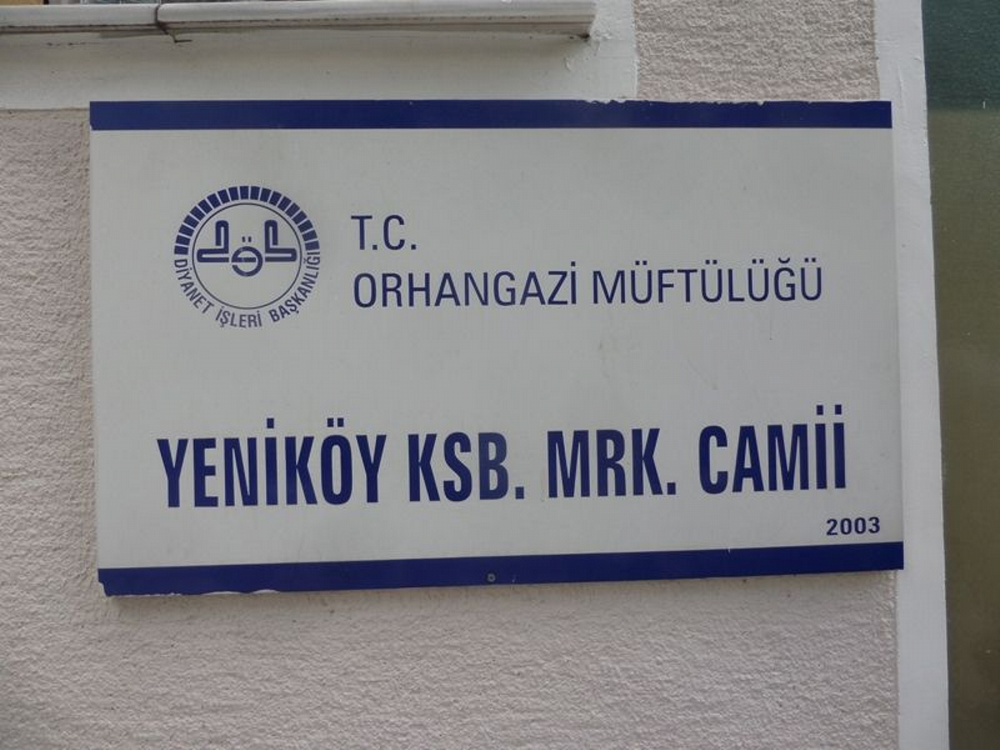 DİYANET İŞLERİ BAŞKANLIĞI
T.C.
ORHANGAZİ MÜFTÜLÜĞÜ
YENİKÖY KSB. MRK. CAMİİ
2003